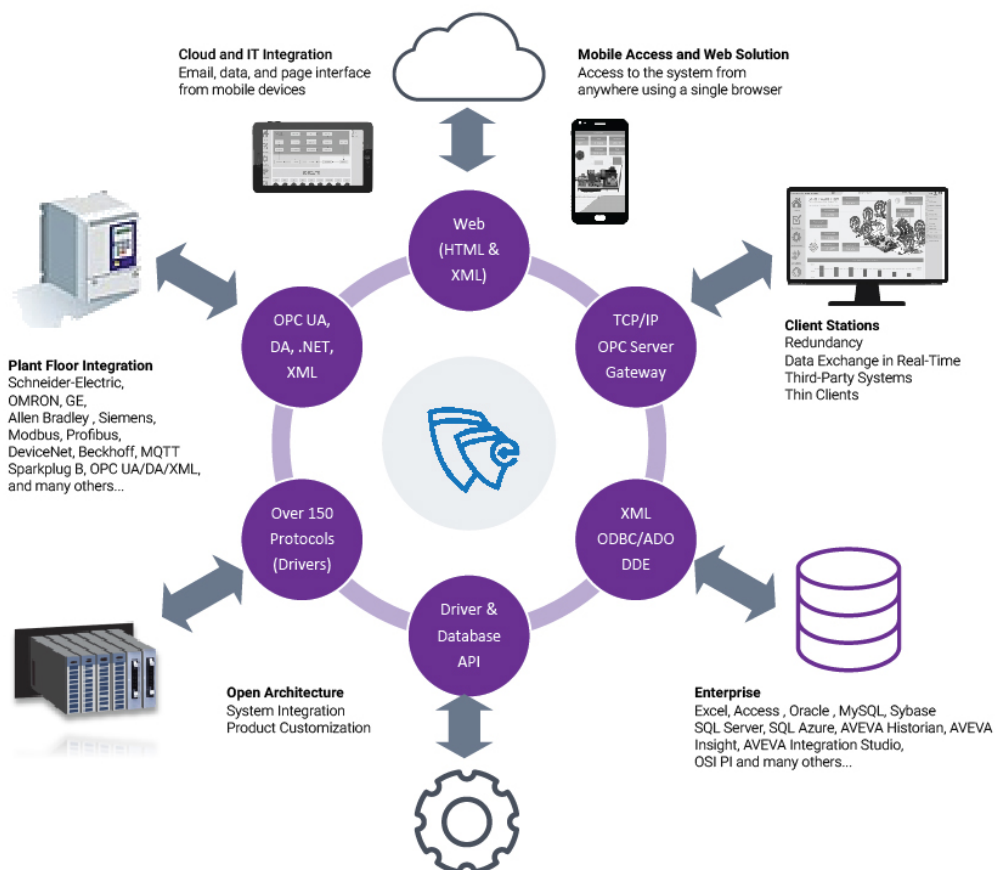 Cloud and IT Integration
Email, data, and page interface
from mobile devices
Mobile Access and Web Solution
Access to the system from
anywhere using a single browser
Web
(HTML &
XML)
OPC UA,
DA, .NET,
XML
TCP/IP
OPC Server
Gateway
Client Stations
Redundancy
Data Exchange in Real-Time
Third-Party Systems
Thin Clients
Plant Floor Integration
Schneider-Electric,
OMRON, GE,
Allen Bradley , Siemens,
Modbus, Profibus,
DeviceNet, Beckhoff, MQTT
Sparkplug B, OPC UA/DA/XML,
and many others...
Over 150
Protocols
(Drivers)
XML
ODBC/ADO
DDE
Driver &
Database
API
Open Architecture
System Integration
Product Customization
Enterprise
Excel, Access , Oracle , MySQL, Sybase
SQL Server, SQL Azure, AVEVA Historian, AVEVA
Insight, AVEVA Integration Studio,
OSI PI and many others...